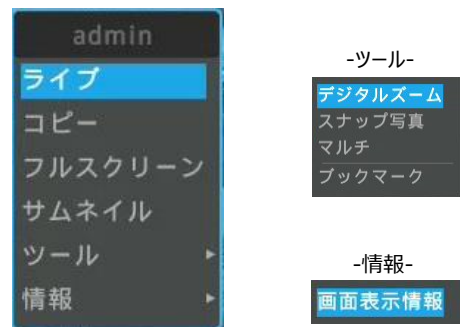 admin
ライブ
コピー
フルスクリーン
サムネイル
ツール
情報
-ツール-
デジタルズーム
スナップ写真
マルチ
ブックマーク
-情報-
画面表示情報